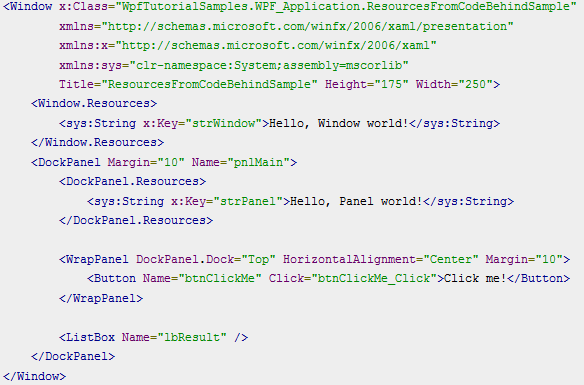 <Window x:Class="WpfTutorialSamples.WPF_Application.ResourcesFromCodeBehindSample"
        xmlns="http://schemas.microsoft.com/winfx/2006/xaml/presentation"
        xmlns:x="http://schemas.microsoft.com/winfx/2006/xaml"
        xmlns:sys="clr-namespace:System;assembly=mscorlib"
        Title="ResourcesFromCodeBehindSample" Height="175" Width="250">
    <Window.Resources>
        <sys:String x:Key="strWindow">Hello, Window world!</sys:String>
    </Window.Resources>
    <DockPanel Margin="10" Name="pnlMain">
        <DockPanel.Resources>
            <sys:String x:Key="strPanel">Hello, Panel world!</sys:String>
        </DockPanel.Resources>

        <WrapPanel DockPanel.Dock="Top" HorizontalAlignment="Center" Margin="10">
            <Button Name="btnClickMe" Click="btnClickMe_Click">Click me!</Button>
        </WrapPanel>

        <ListBox Name="lbResult" />
    </DockPanel>
</Window>